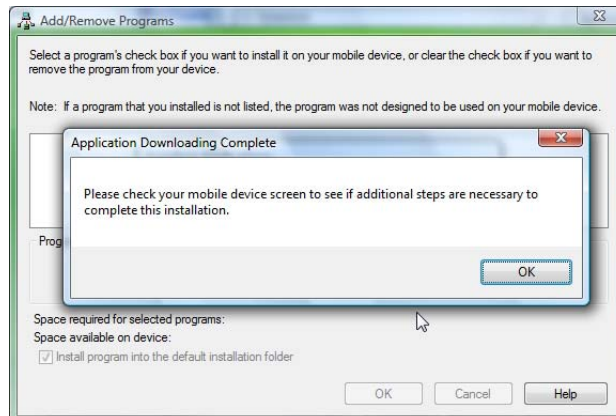 Add/Remove Programs
Select a program's check box if you want to install it on your mobile device, or clear the check box if you want to
remove the program from your device.
Note: If a program that you installed is not listed, the program was not designed to be used on your mobile device.
Application Downloading Complete
Please check your mobile device screen to see if additional steps are necessary to
complete this installation.
OK
Space required for selected programs:
Space available on device:
Install program into the default installation folder
OK Cancel Help